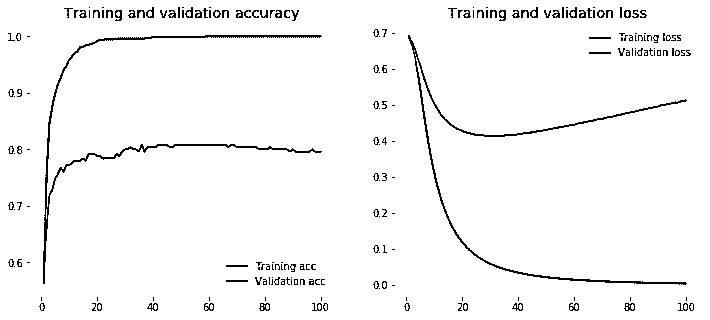 Training and validation accuracy
1.0
0.9
0.8
0.7
0.6
Training acc
Validation acc
0 20 40 60 80 100
Training and validation loss
Training loss
Validation loss
0.7
0.6
0.5
0.4
0.3
0.2
0.1
0.0
0 20 40 60 80 100